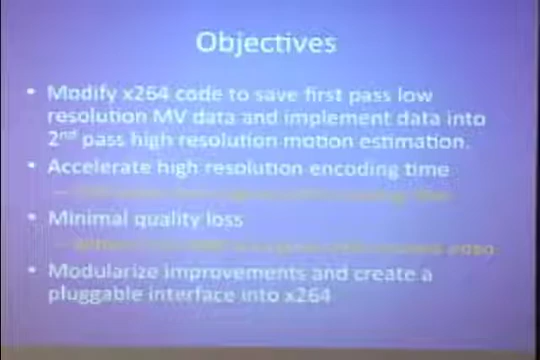 Objectives
• Modify x264 code to save first pass low
resolution MV data and implement data into
2nd pass high resolution motion estimation.
• Accelerate high resolution encoding time
• Minimal quality loss
• Modularize improvements and create a
pluggable interface into x264